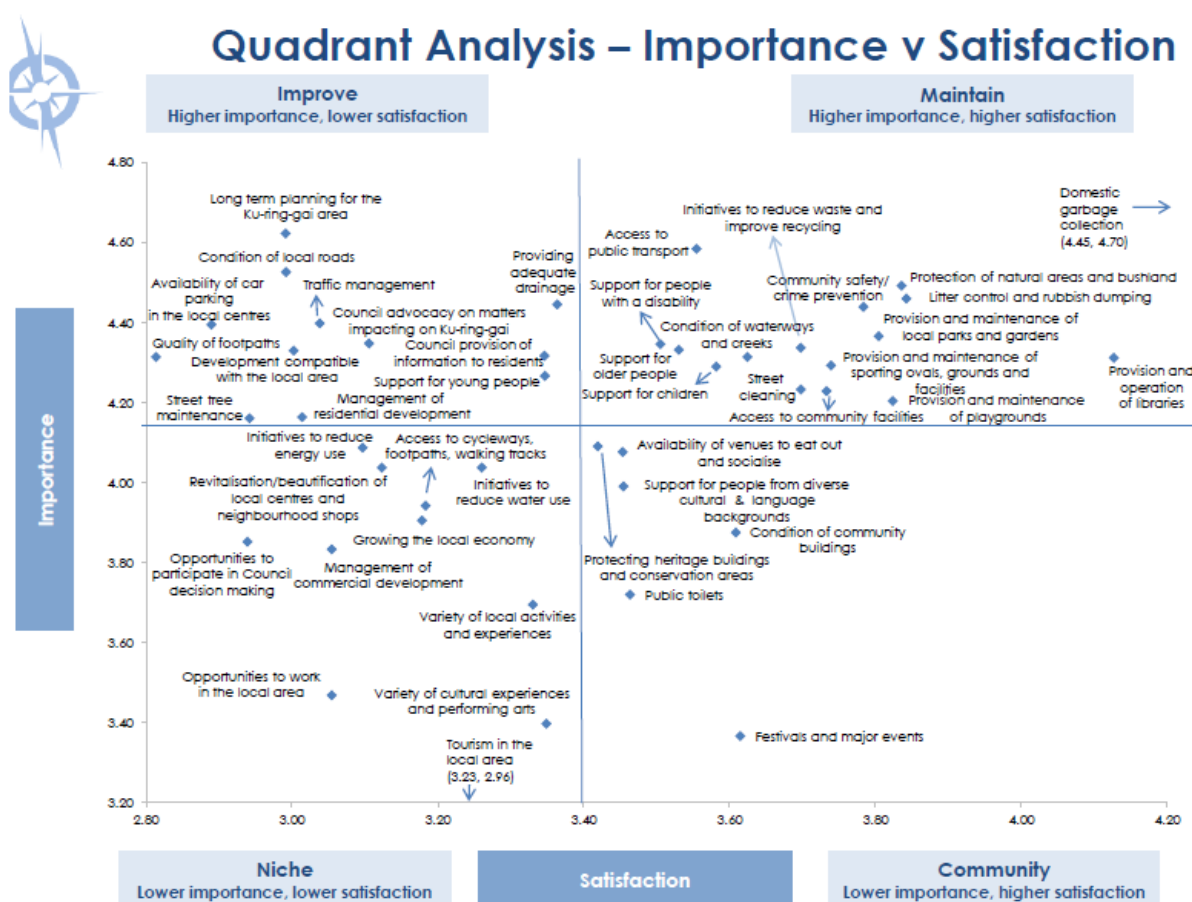 Quadrant Analysis – Importance v Satisfaction
Improve
Higher importance, lower satisfaction
Maintain
Higher importance, higher satisfaction
4.80
4.60
4.40
4.20
4.00
3.80
3.60
3.40
3.20
Importance
Long term planning for the
Ku-ring-gai area
Condition of local roads
Availability of car
parking
in the local centres
Traffic management
Providing
adequate
drainage
Council advocacy on matters
impacting on Ku-ring-gai
Quality of footpaths
Development compatible
with the local area
Council provision of
information to residents
Support for young people
Street tree
maintenance
Management of
residential development
Domestic
garbage
collection
(4.45, 4.70)
Initiatives to reduce waste and
improve recycling
Access to
public transport
Support for people
with a disability
Community safety/
crime prevention
Protection of natural areas and bushland
Litter control and rubbish dumping
Condition of waterways
and creeks
Provision and maintenance of
local parks and gardens
Support for
older people
Support for children
Street
cleaning
Provision and maintenance of
sporting ovals, grounds and
facilities
Provision and
operation
of libraries
Access to community facilities
Provision and maintenance
of playgrounds
Initiatives to reduce
energy use
Access to cycleways,
footpaths, walking tracks
Revitalisation/beautification of
local centres and
neighbourhood shops
Initiatives to
reduce water use
Growing the local economy
Opportunities to
participate in Council
decision making
Management of
commercial development
Variety of local activities
and experiences
Opportunities to work
in the local area
Variety of cultural experiences
and performing arts
Tourism in the
local area
(3.23, 2.96)
Availability of venues to eat out
and socialise
Support for people from diverse
cultural & language
backgrounds
Condition of community
buildings
Protecting heritage buildings
and conservation areas
Public toilets
Festivals and major events
2.80
3.00
3.20
3.40
3.60
3.80
4.00
4.20
Niche
Lower importance, lower satisfaction
Satisfaction
Community
Lower importance, higher satisfaction